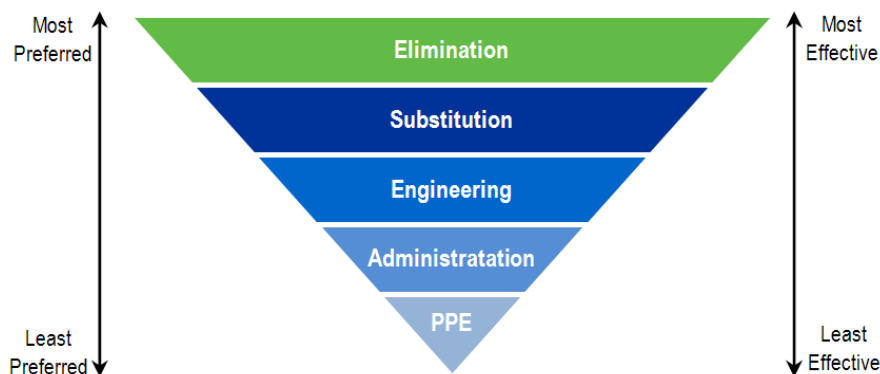 Most
Preferred
Most
Effective
Elimination
Substitution
Engineering
Administratation
PPE
Least
Preferred
Least
Effective